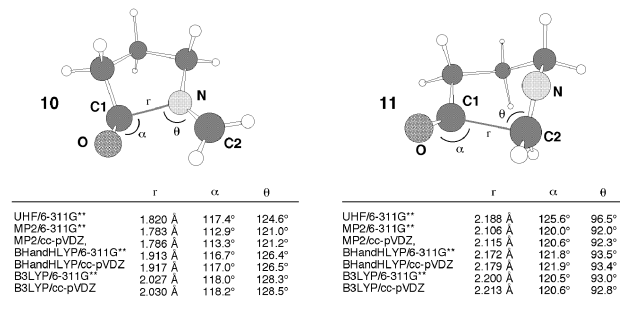 10
C1
r
N
α
θ
O
C2
11
C1
N
θ
r
C2
α
O
r α θ
UHF/6-311G** 1.820 Å 117.4° 124.6°
MP2/6-311G** 1.783 Å 112.9° 121.0°
MP2/cc-pVDZ, 1.786 Å 113.3° 121.2°
BHandHLYP/6-311G** 1.913 Å 116.7° 126.4°
BHandHLYP/cc-pVDZ 1.917 Å 117.0° 126.5°
B3LYP/6-311G** 2.027 Å 118.0° 128.3°
B3LYP/cc-pVDZ 2.030 Å 118.2° 128.5°
r α θ
UHF/6-311G** 2.188 Å 125.6° 96.5°
MP2/6-311G** 2.106 Å 120.0° 92.0°
MP2/cc-pVDZ 2.115 Å 120.6° 92.3°
BHandHLYP/6-311G** 2.172 Å 121.8° 93.5°
BHandHLYP/cc-pVDZ 2.179 Å 121.9° 93.4°
B3LYP/6-311G** 2.200 Å 120.5° 93.0°
B3LYP/cc-pVDZ 2.213 Å 120.6° 92.8°